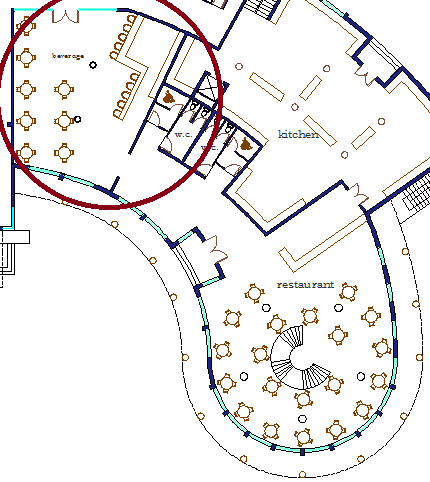 beverage
kitchen
w.c.
w.c.
restaurant